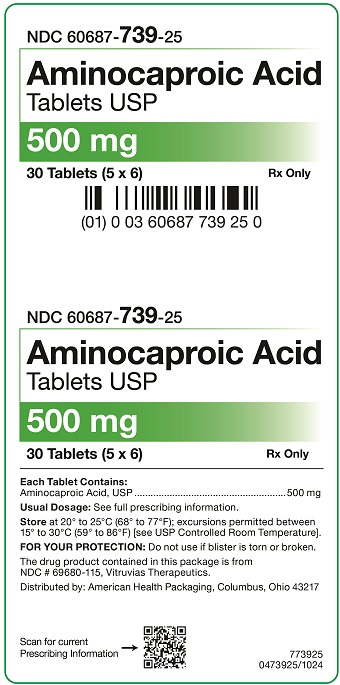 NDC 60687-739-25
Aminocaproic Acid
Tablets USP
500 mg
30 Tablets (5 x 6) Rx Only
(01) 0 03 60687 739 25 0
NDC 60687-739-25
Aminocaproic Acid
Tablets USP
500 mg
30 Tablets (5 x 6) Rx Only
Each Tablet Contains:
Aminocaproic Acid, USP......................................................500 mg
Usual Dosage: See full prescribing information.
Store at 20° to 25°C (68° to 77°F); excursions permitted between
15° to 30°C (59° to 86°F) [see USP Controlled Room Temperature].
FOR YOUR PROTECTION: Do not use if blister is torn or broken.
The drug product contained in this package is from
NDC # 69680-115, Vitruvias Therapeutics.
Distributed by: American Health Packaging, Columbus, Ohio 43217
Scan for current
Prescribing Information →
773925
0473925/1024